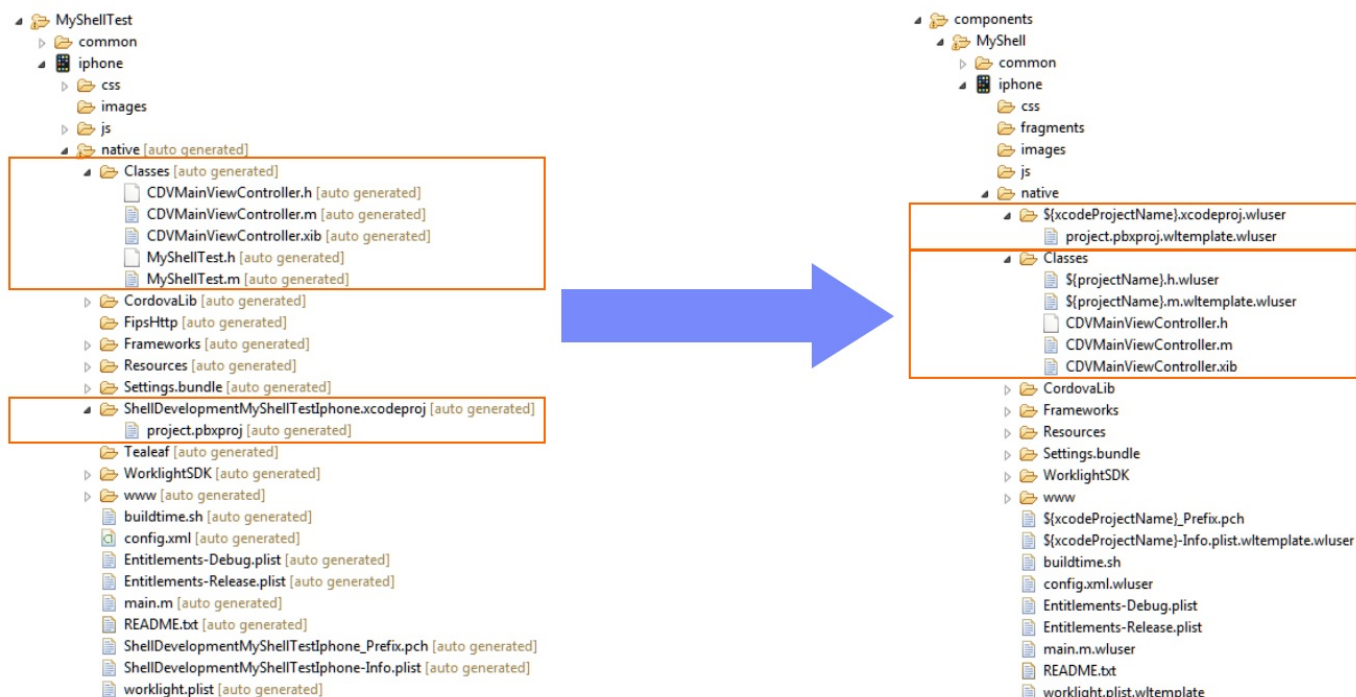 MyShellTest
common
iphone
css
images
js
native [auto generated]
Classes [auto generated]
CDVMainViewController.h [auto generated]
CDVMainViewController.m [auto generated]
CDVMainViewController.xib [auto generated]
MyShellTest.h [auto generated]
MyShellTest.m [auto generated]
CordovaLib [auto generated]
FipsHttp [auto generated]
Frameworks [auto generated]
Resources [auto generated]
Settings.bundle [auto generated]
ShellDevelopmentMyShellTestIphone.xcodeproj [auto generated]
project.pbxproj [auto generated]
Tealeaf [auto generated]
WorklightSDK [auto generated]
www [auto generated]
buildtime.sh [auto generated]
config.xml [auto generated]
Entitlements-Debug.plist [auto generated]
Entitlements-Release.plist [auto generated]
main.m [auto generated]
README.txt [auto generated]
ShellDevelopmentMyShellTestIphone_Prefix.pch [auto generated]
ShellDevelopmentMyShellTestIphone-Info.plist [auto generated]
worklight.plist [auto generated]
components
MyShell
common
iphone
css
fragments
images
js
native
${xcodeProjectName}.xcodeproj.wluser
project.pbxproj.wltemplate.wluser
Classes
${projectName}.h.wluser
${projectName}.m.wltemplate.wluser
CDVMainViewController.h
CDVMainViewController.m
CDVMainViewController.xib
CordovaLib
Frameworks
Resources
Settings.bundle
WorklightSDK
www
${xcodeProjectName}_Prefix.pch
${xcodeProjectName}-Info.plist.wltemplate.wluser
buildtime.sh
config.xml.wluser
Entitlements-Debug.plist
Entitlements-Release.plist
main.m.wluser
README.txt
worklight.plist.wltemplate